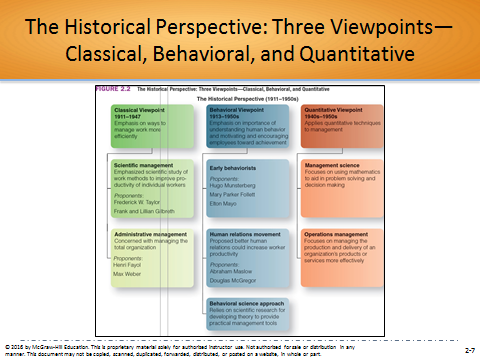 The Historical Perspective: Three Viewpoints—
Classical, Behavioral, and Quantitative
FIGURE 2.2 The Historical Perspective: Three Viewpoints—Classical, Behavioral, and Quantitative
The Historical Perspective (1911–1950s)
Classical Viewpoint
1911–1947
Emphasis on ways to
manage work more
efficiently
Behavioral Viewpoint
1913–1950s
Emphasis on importance of
understanding human behavior
and motivating and encouraging
employees toward achievement
Quantitative Viewpoint
1940s–1950s
Applies quantitative techniques
to management
Scientific management
Emphasized scientific study of
work methods to improve pro-
ductivity of individual workers
Proponents:
Frederick W. Taylor
Frank and Lillian Gilbreth
Early behaviorists
Proponents:
Hugo Munsterberg
Mary Parker Follett
Elton Mayo
Management science
Focuses on using mathematics
to aid in problem solving and
decision making
Administrative management
Concerned with managing the
total organization
Proponents:
Henri Fayol
Max Weber
Human relations movement
Proposed better human
relations could increase worker
productivity
Proponents:
Abraham Maslow
Douglas McGregor
Operations management
Focuses on managing the
production and delivery of an
organization's products or
services more effectively
Behavioral science approach
Relies on scientific research for
developing theory to provide
practical management tools
© 2016 by McGraw-Hill Education. This is proprietary material solely for authorized instructor use. Not authorized for sale or distribution in any
manner. This document may not be copied, scanned, duplicated, forwarded, distributed, or posted on a website, in whole or part.
2-7